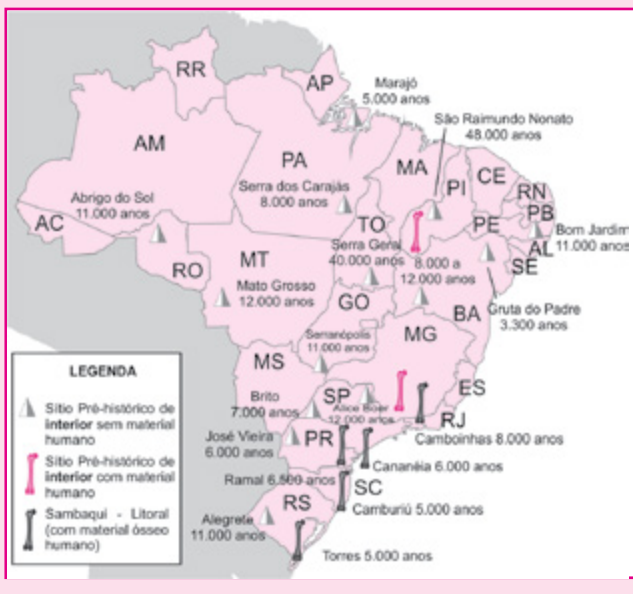 RR
AP
Marajó
5.000 anos
São Raimundo Nonato
48.000 anos
AM
PA
MA
PI
CE
RN
PB
PE
AL
SE
Bom Jardim
11.000 anos
Abrigo do Sol
11.000 anos
Serra dos Carajás
8.000 anos
AC
RO
TO
Serra Geral
40.000 anos
8.000 a
12.000 anos
MT
Mato Grosso
12.000 anos
GO
BA
Gruta do Padre
3.300 anos
Serranópolis
11.000 anos
MG
MS
ES
RJ
SP
Brito
7.000 anos
Alice Boer
12.000 anos
Camboinhas 8.000 anos
José Vieira
6.000 anos
PR
Cananéia 6.000 anos
Ramal 6.500 anos
SC
Camburiú 5.000 anos
RS
Alegrete
11.000 anos
Torres 5.000 anos
LEGENDA
Sítio Pré-histórico de
interior sem material
humano
Sítio Pré-histórico de
interior com material
humano
Sambaqui - Litoral
(com material ósseo
humano)